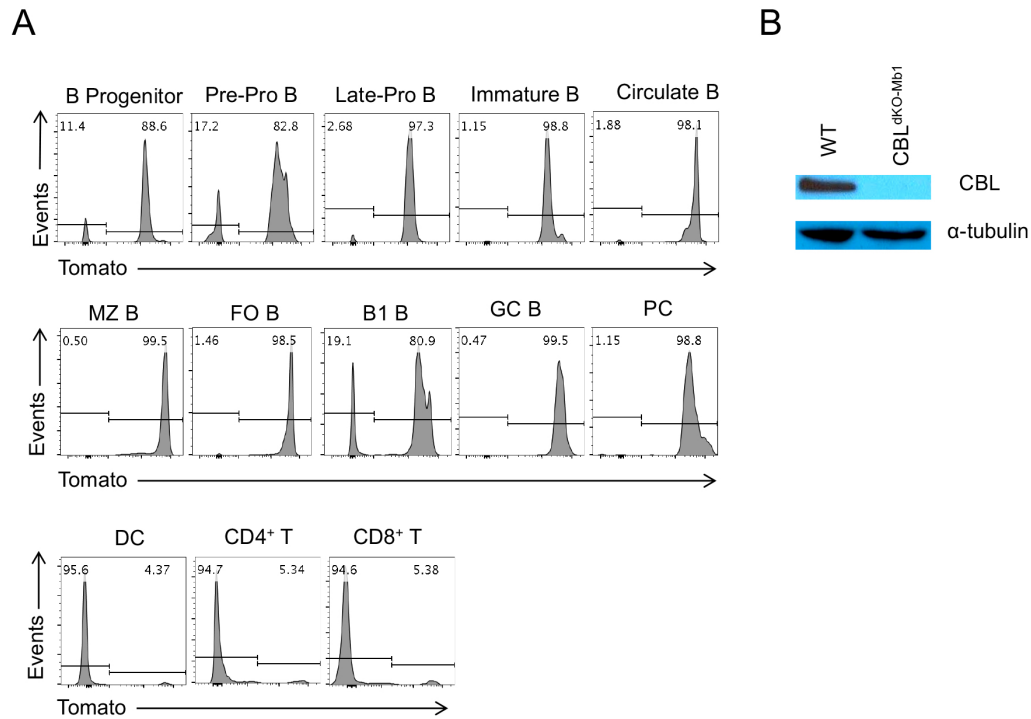 A
B Progenitor Pre-Pro B Late-Pro B Immature B Circulate B
11.4 88.6 17.2 82.8 2.68 97.3 1.15 98.8 1.88 98.1
Events
Tomato
MZ B FO B B1 B GC B PC
0.50 99.5 1.46 98.5 19.1 80.9 0.47 99.5 1.15 98.8
Events
Tomato
DC CD4⁺ T CD8⁺ T
95.6 4.37 94.7 5.34 94.6 5.38
Events
Tomato
B
WT CBLᵈᴷᴼ⁻ᴹᵇ¹
CBL
α-tubulin